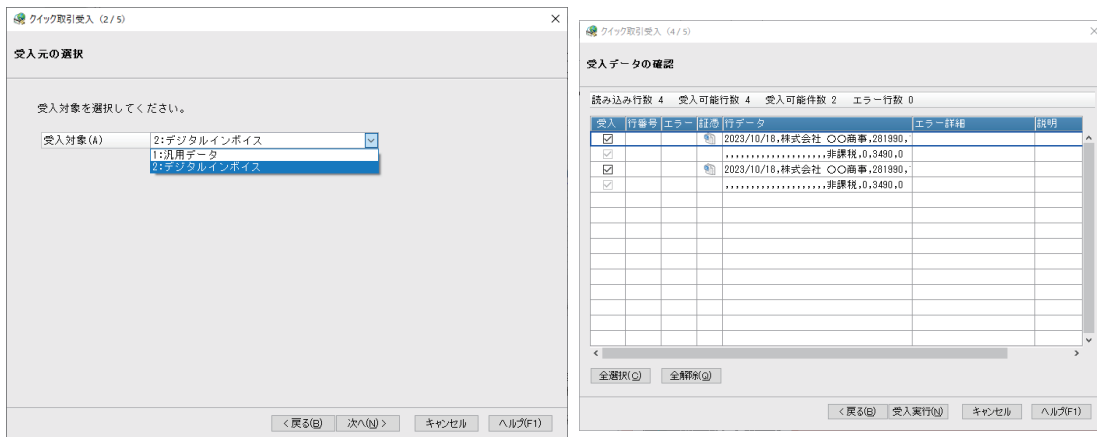 クイック取引受入 (2/5)
受入元の選択
受入対象を選択してください。
受入対象(A) 2:デジタルインボイス
1:汎用データ
2:デジタルインボイス
<戻る(B) 次へ(N)> キャンセル ヘルプ(F1)
クイック取引受入 (4/5)
受入データの確認
読み込み行数 4 受入可能行数 4 受入可能件数 2 エラー行数 0
受入 行番号 エラー 証憑 行データ エラー詳細 説明
2023/10/18,株式会社 〇〇商事,281990,
,,,,,,,,,,,,,,,,,,,,非課税,0,3490,0
2023/10/18,株式会社 〇〇商事,281990,
,,,,,,,,,,,,,,,,,,,,非課税,0,3490,0
全選択(C) 全解除(Q)
<戻る(B) 受入実行(N) キャンセル ヘルプ(F1)